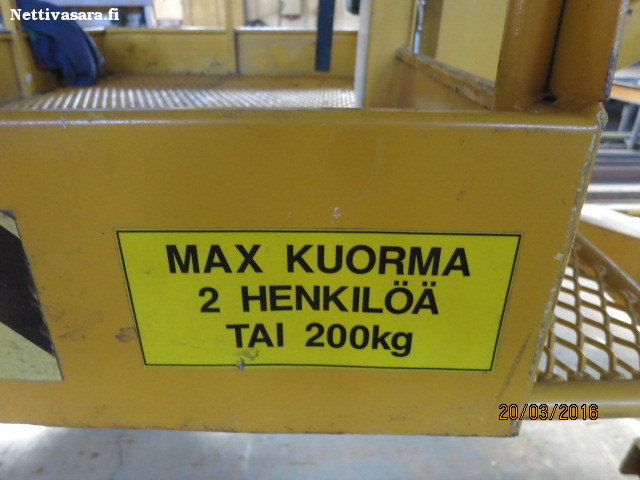 Nettivasara.fi
MAX KUORMA
2 HENKILÖÄ
TAI 200kg
20/03/2016